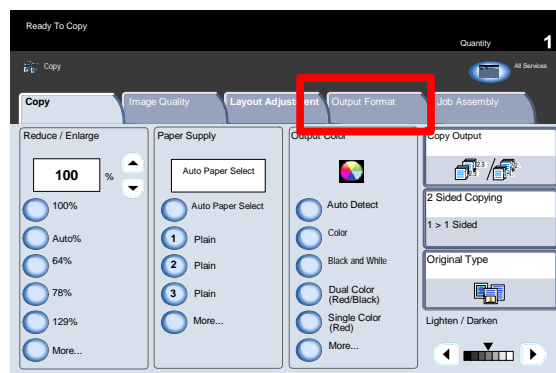 Ready To Copy
Quantity 1
Copy
All Services
Copy Image Quality Layout Adjustment Output Format Job Assembly
Reduce / Enlarge
100 %
100%
Auto%
64%
78%
129%
More...
Paper Supply
Auto Paper Select
Auto Paper Select
1 Plain
2 Plain
3 Plain
More...
Output Color
Auto Detect
Color
Black and White
Dual Color
(Red/Black)
Single Color
(Red)
More...
Copy Output
2 Sided Copying
1 > 1 Sided
Original Type
Lighten / Darken